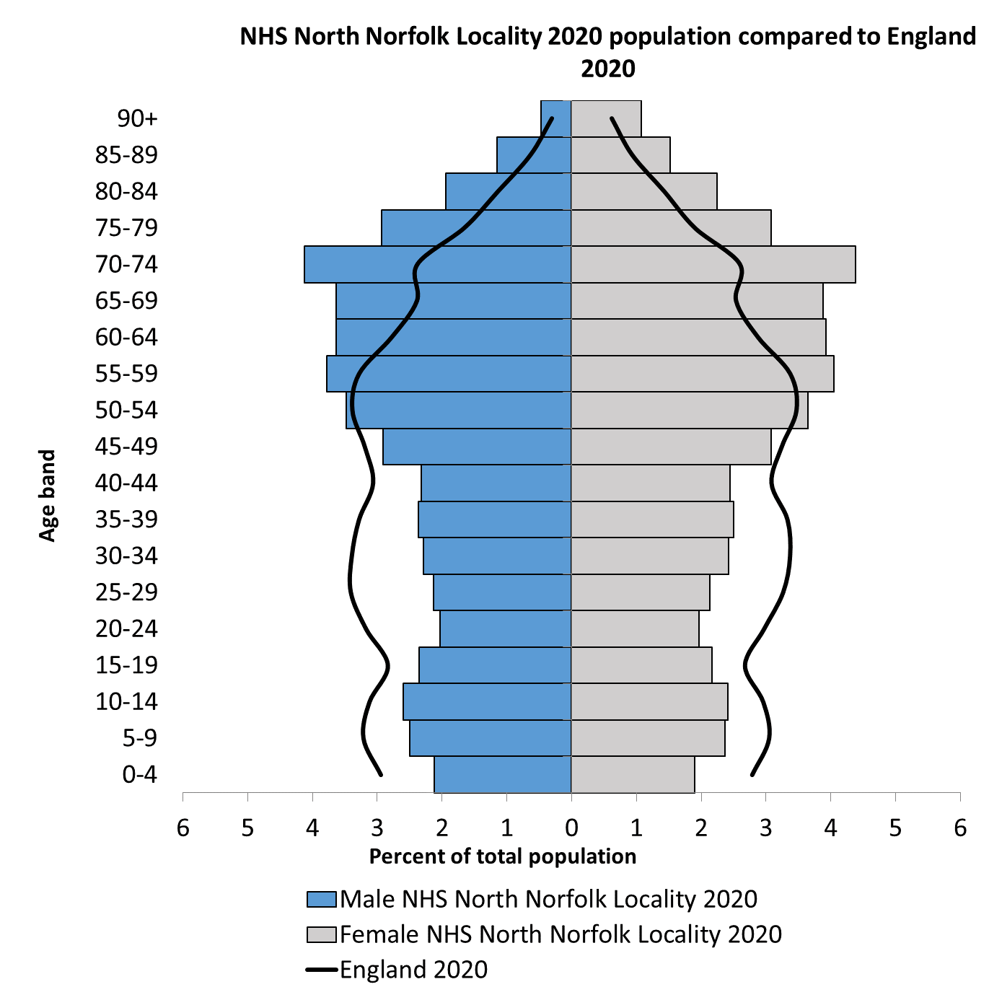 NHS North Norfolk Locality 2020 population compared to England
2020
90+
85-89
80-84
75-79
70-74
65-69
60-64
55-59
50-54
45-49
40-44
35-39
30-34
25-29
20-24
15-19
10-14
5-9
0-4
Age band
6 5 4 3 2 1 0 1 2 3 4 5 6
Percent of total population
Male NHS North Norfolk Locality 2020
Female NHS North Norfolk Locality 2020
England 2020